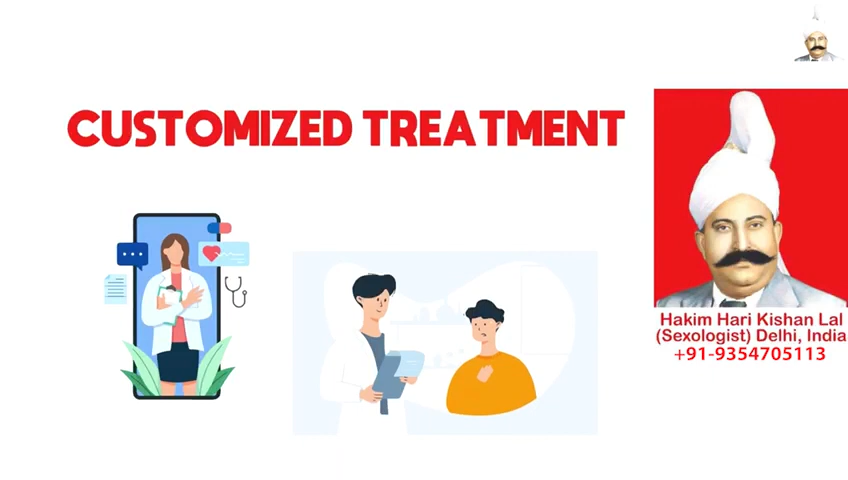 CUSTOMIZED TREATMENT
Hakim Hari Kishan Lal
(Sexologist) Delhi, India
+91-9354705113